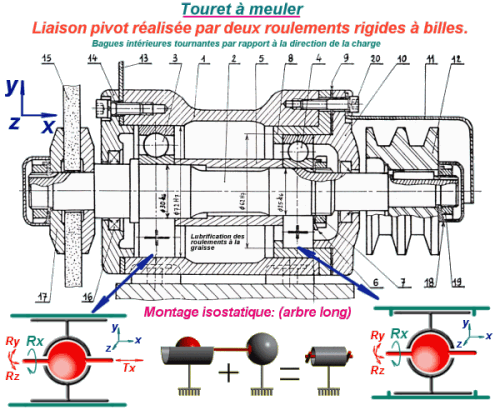 Touret à meuler
Liaison pivot réalisée par deux roulements rigides à billes.
Bagues intérieures tournantes par rapport à la direction de la charge
15 14 13 3 1 2 5 8 4 9 20 10 11 12
y
x
z
Lubrification des
roulements à la
graisse
17 16 6 7 18 19
Montage isostatique: (arbre long)
Ry Rx y x z
Rz Tx
+ =
Ry Rx y x z
Rz